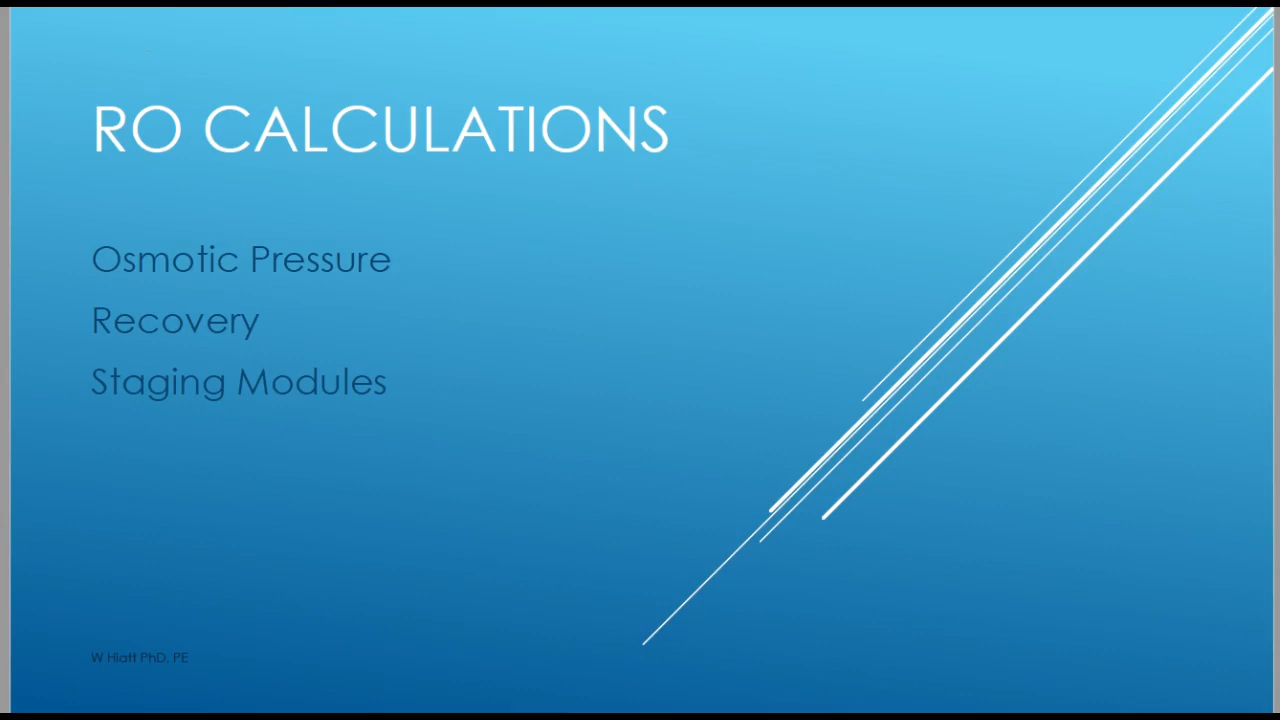 RO CALCULATIONS
Osmotic Pressure
Recovery
Staging Modules
W Hiatt PhD, PE